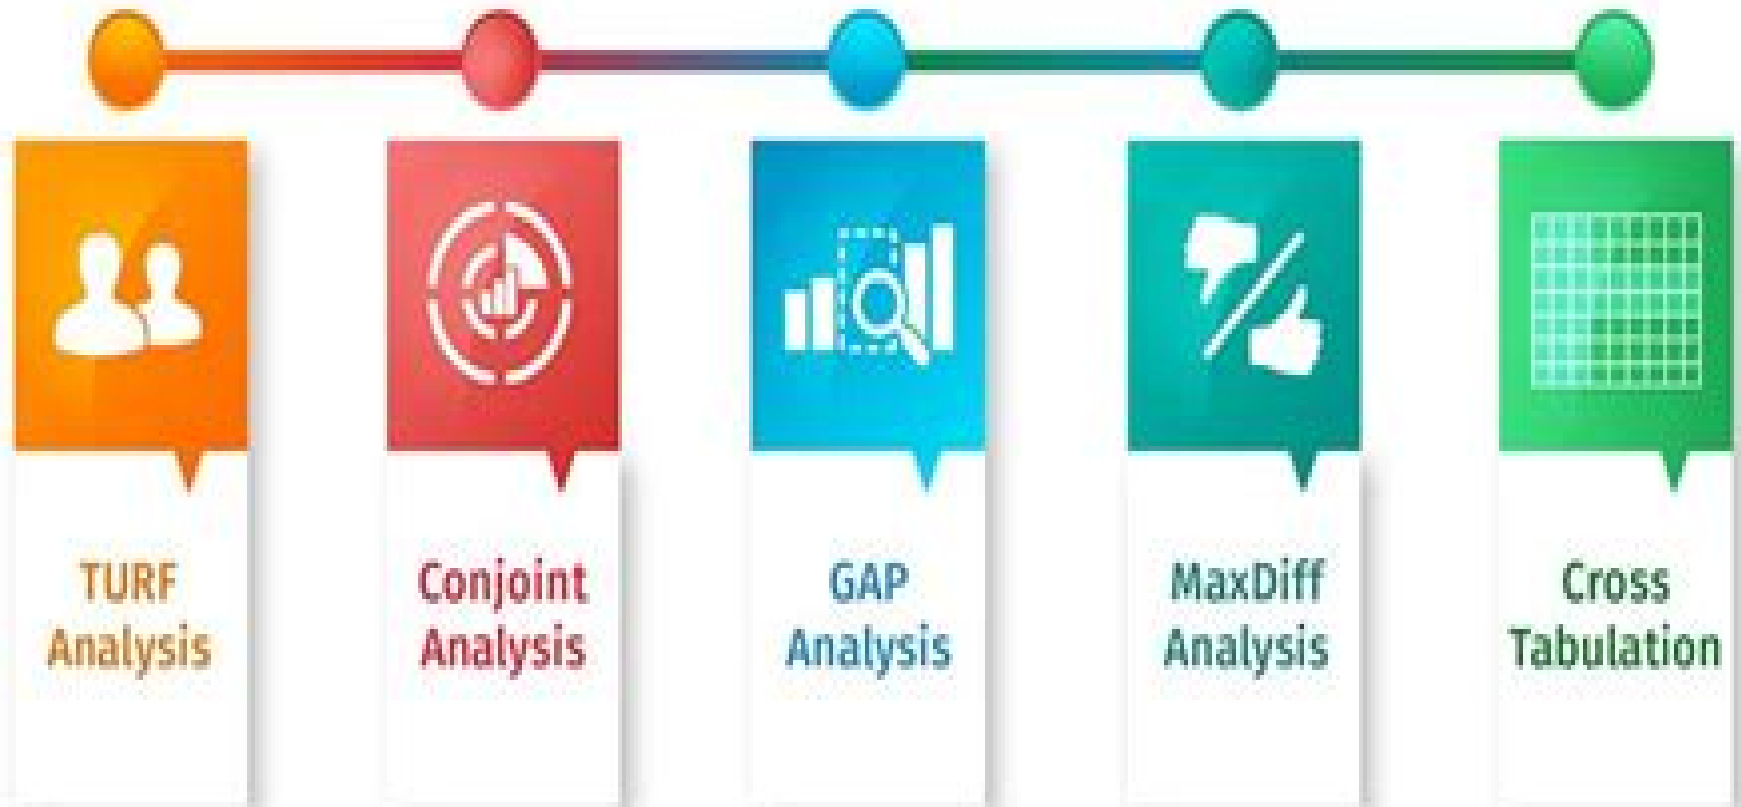 TURF
Analysis
Conjoint
Analysis
GAP
Analysis
MaxDiff
Analysis
Cross
Tabulation